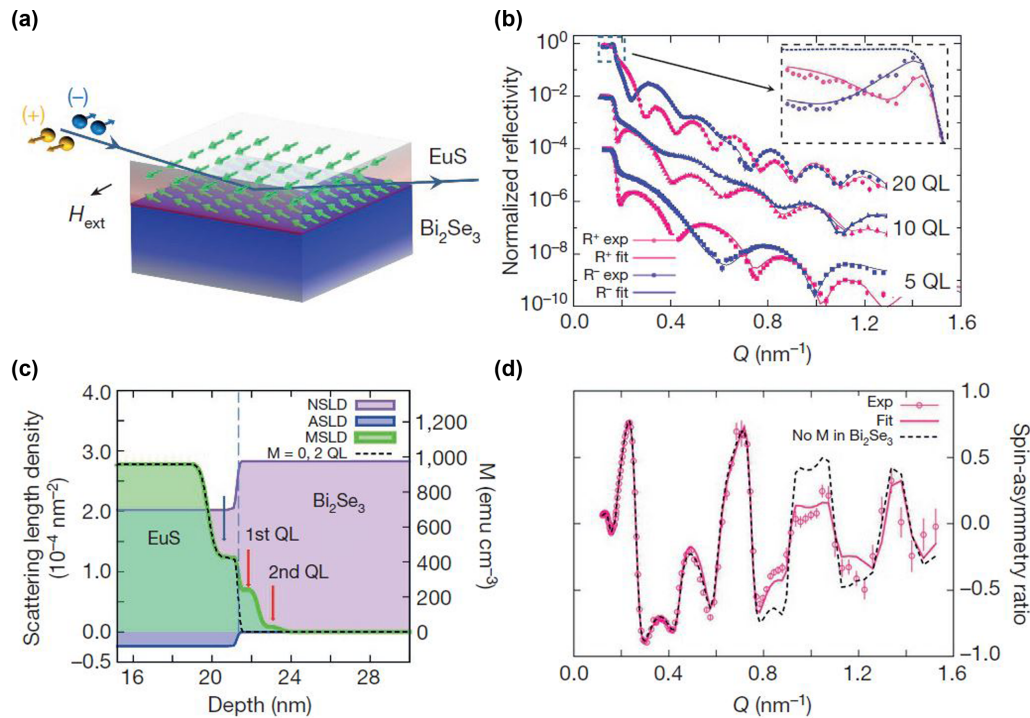 (a)
(+)
(−)
H ext
EuS
Bi₂Se₃
(b)
Normalized reflectivity
10⁰
10⁻²
10⁻⁴
10⁻⁶
10⁻⁸
10⁻¹⁰
20 QL
10 QL
5 QL
R⁺ exp
R⁺ fit
R⁻ exp
R⁻ fit
0.0 0.4 0.8 1.2 1.6
Q (nm⁻¹)
(c)
Scattering length density
(10⁻⁴ nm⁻²)
4.0
3.0
2.0
1.0
0.0
−0.5
NSLD
ASLD
MSLD
M = 0, 2 QL
EuS
Bi₂Se₃
1st QL
2nd QL
1,200
1,000
800
600
400
200
0
M (emu cm⁻³)
16 20 24 28
Depth (nm)
(d)
Exp
Fit
No M in Bi₂Se₃
1.0
0.5
0.0
−0.5
−1.0
Spin-asymmetry ratio
0.0 0.4 0.8 1.2 1.6
Q (nm⁻¹)